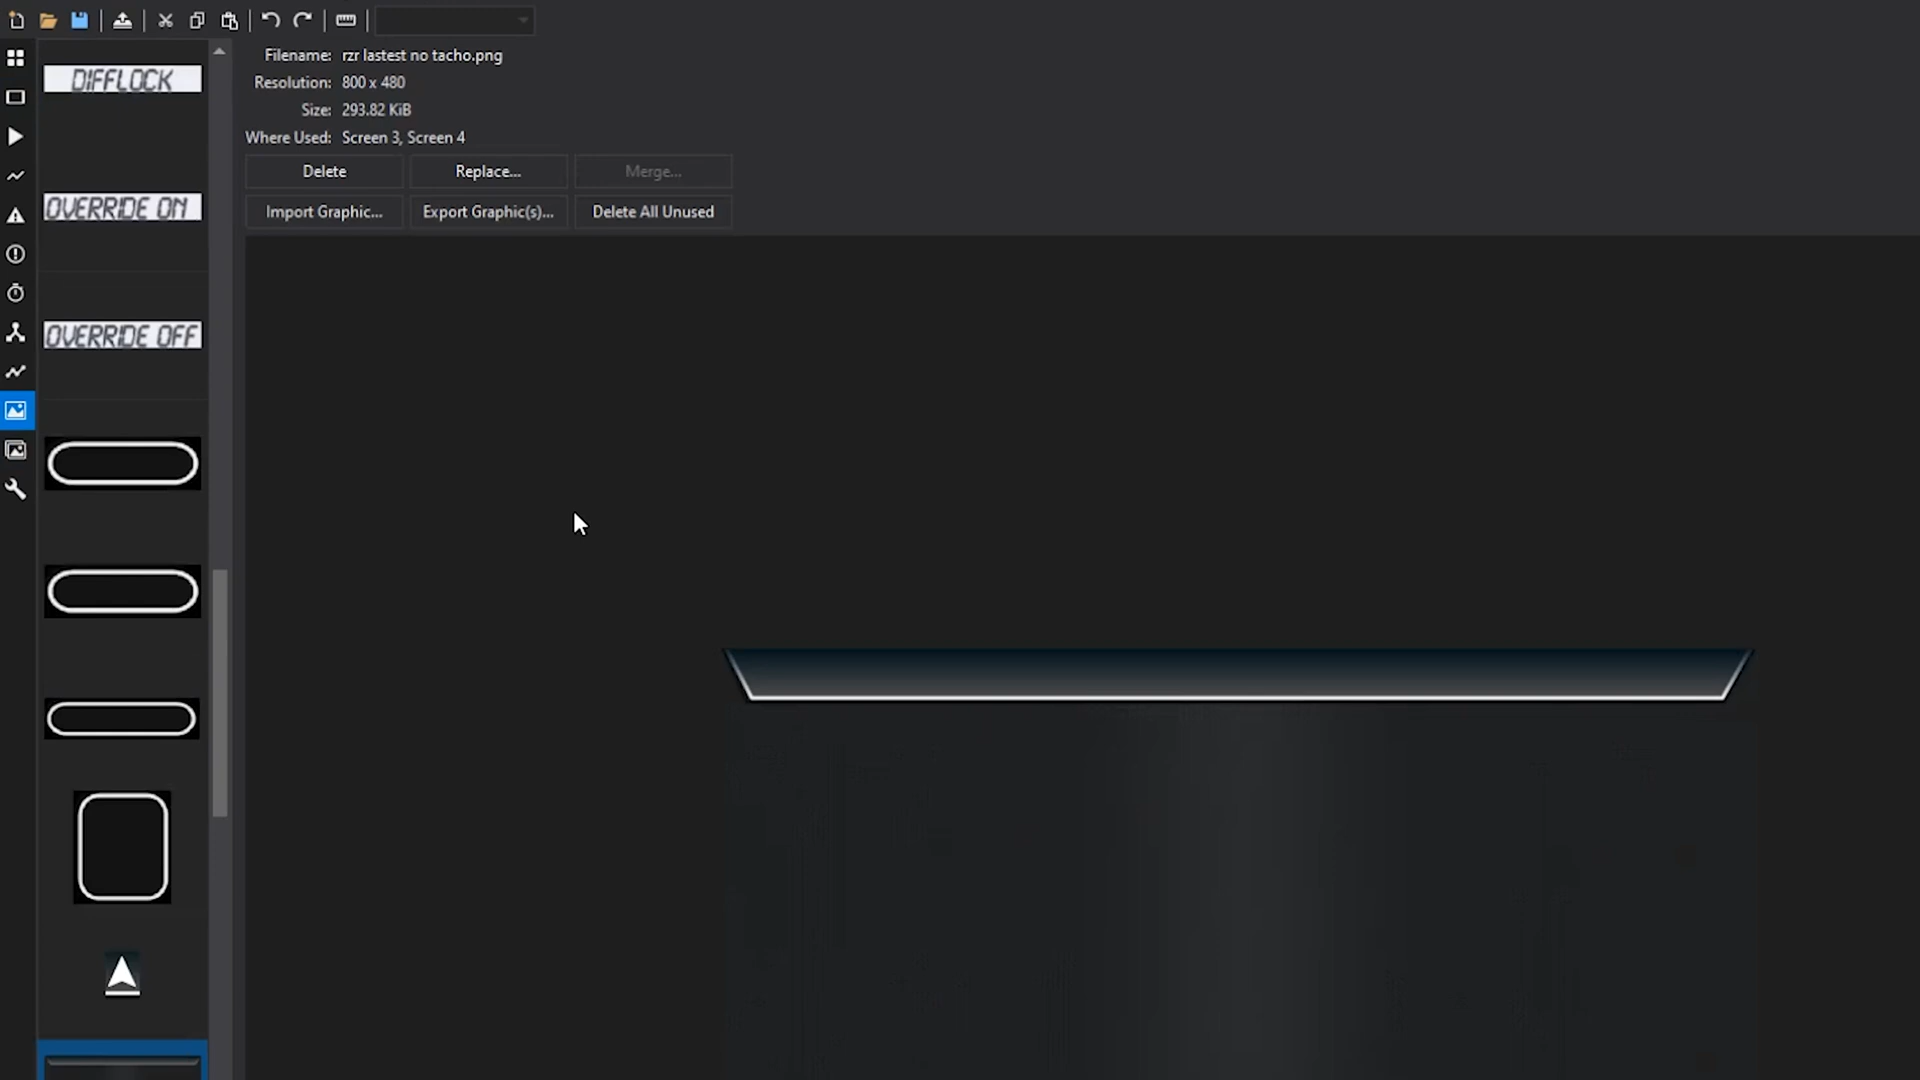 DIFFLOCK
OVERRIDE ON
OVERRIDE OFF
Filename: rzr lastest no tacho.png
Resolution: 800 x 480
Size: 293.82 KiB
Where Used: Screen 3, Screen 4
Delete Replace... Merge...
Import Graphic... Export Graphic(s)... Delete All Unused